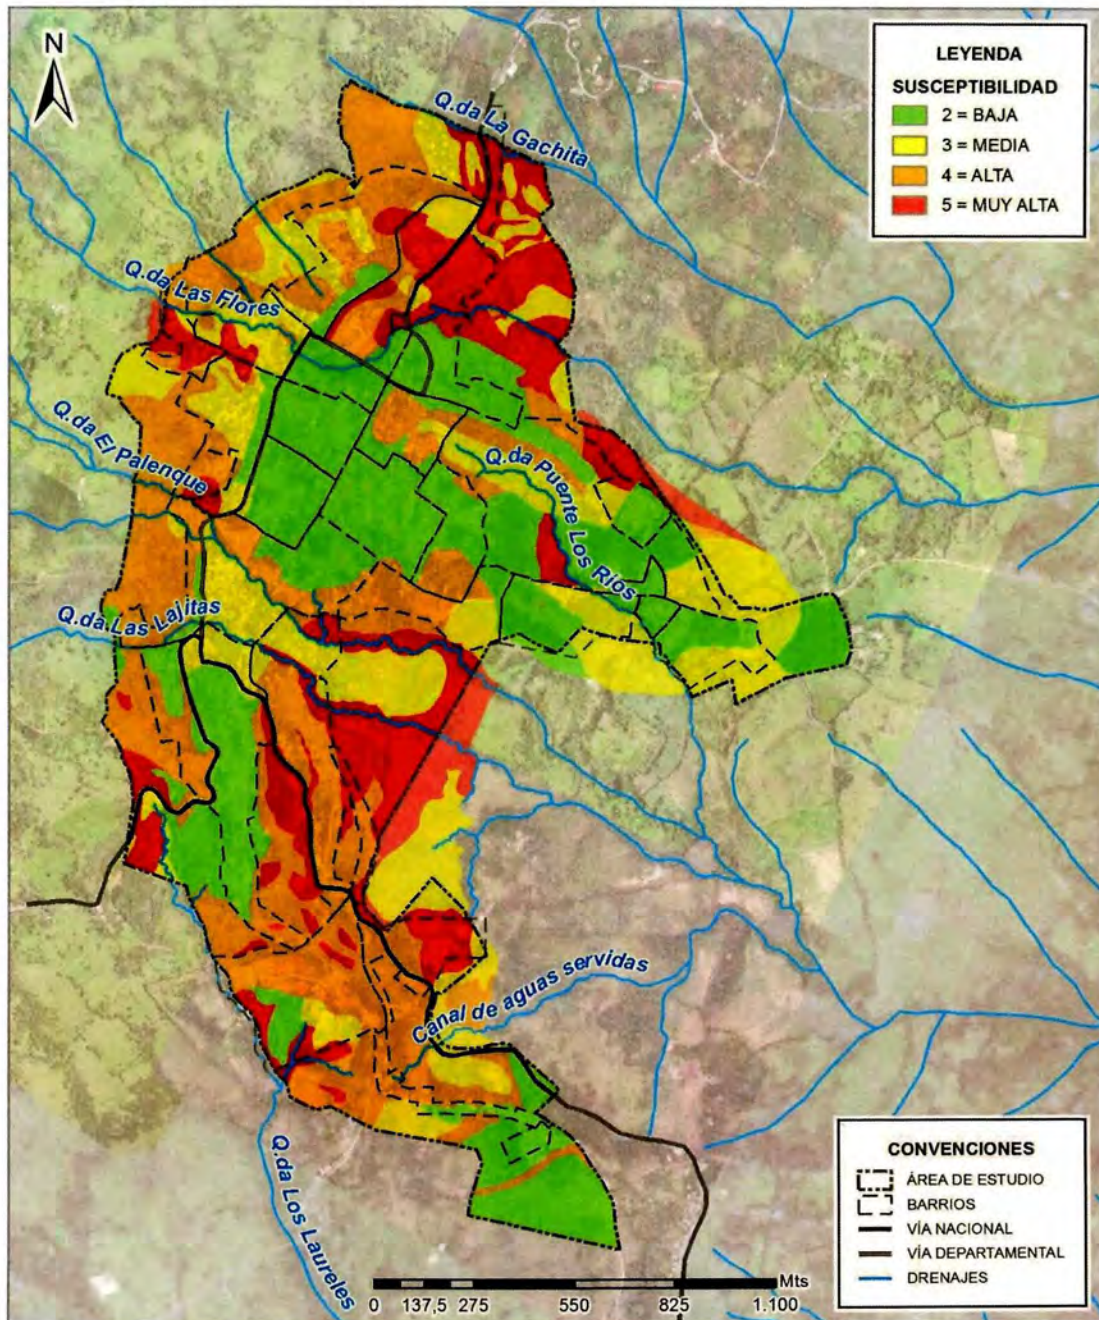 N
LEYENDA
SUSCEPTIBILIDAD
2 = BAJA
3 = MEDIA
4 = ALTA
5 = MUY ALTA
Q.da La Gachita
Q.da Las Flores
Q.da El Palenque
Q.da Puente Los Rios
Q.da Las Lajitas
Canal de aguas servidas
Q.da Los Laureles
CONVENCIONES
ÁREA DE ESTUDIO
BARRIOS
VÍA NACIONAL
VÍA DEPARTAMENTAL
DRENAJES
Mts
0 137,5 275 550 825 1.100